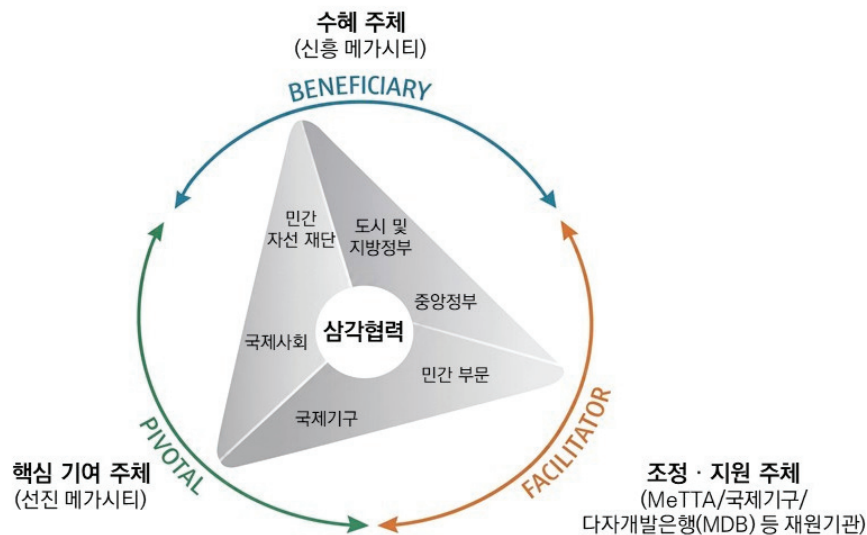 수혜 주체
(신흥 메가시티)
BENEFICIARY
민간
자선 재단
도시 및
지방정부
중앙정부
삼각협력
국제사회
민간 부문
국제기구
PIVOTAL
FACILITATOR
핵심 기여 주체
(선진 메가시티)
조정 · 지원 주체
(MeTTA/국제기구/
다자개발은행(MDB) 등 재원기관)